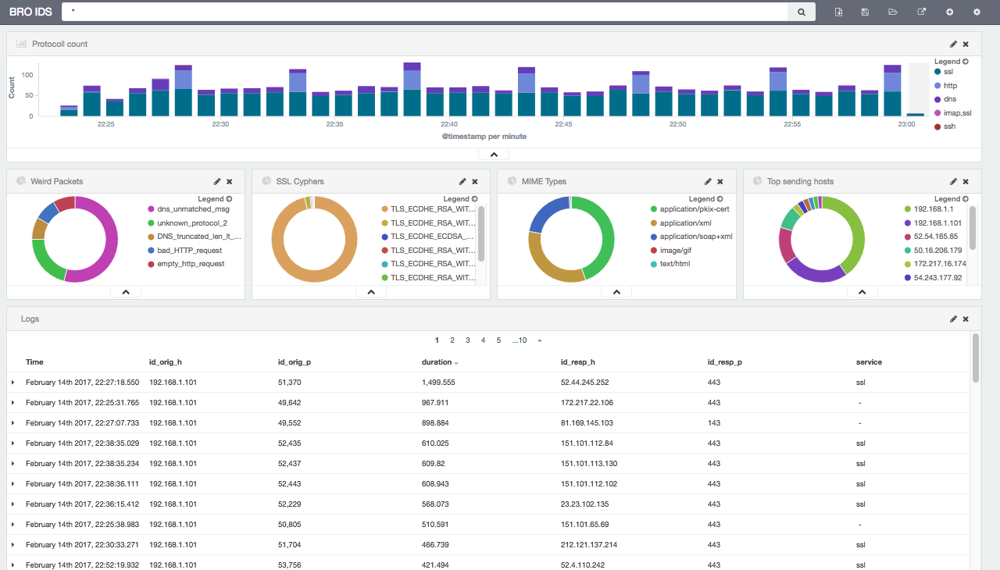 BRO IDS *
Protocoll count
Legend
Count
100
50
0
ssl
http
dns
imap,ssl
ssh
22:25 22:30 22:35 22:40 22:45 22:50 22:55 23:00
@timestamp per minute
Weird Packets
Legend
dns_unmatched_msg
unknown_protocol_2
DNS_truncated_len_lt_...
bad_HTTP_request
empty_http_request
SSL Cyphers
Legend
TLS_ECDHE_RSA_WIT...
TLS_ECDHE_RSA_WIT...
TLS_ECDHE_ECDSA_...
TLS_ECDHE_RSA_WIT...
TLS_ECDHE_RSA_WIT...
TLS_ECDHE_RSA_WIT...
MIME Types
Legend
application/pkix-cert
application/xml
application/soap+xml
image/gif
text/html
Top sending hosts
Legend
192.168.1.1
192.168.1.101
52.54.165.65
50.16.206.179
172.217.16.174
54.243.177.92
Logs
1 2 3 4 5 ...10 »
Time id_orig_h id_orig_p duration id_resp_h id_resp_p service
February 14th 2017, 22:27:18.550 192.168.1.101 51,370 1,499.555 52.44.245.252 443 ssl
February 14th 2017, 22:25:31.765 192.168.1.101 49,642 967.911 172.217.22.106 443 -
February 14th 2017, 22:27:07.733 192.168.1.101 49,552 898.884 81.169.145.103 143 -
February 14th 2017, 22:38:35.029 192.168.1.101 52,435 610.025 151.101.112.84 443 ssl
February 14th 2017, 22:38:35.234 192.168.1.101 52,437 609.82 151.101.113.130 443 ssl
February 14th 2017, 22:38:36.111 192.168.1.101 52,443 608.943 151.101.112.102 443 ssl
February 14th 2017, 22:36:15.412 192.168.1.101 52,229 568.073 23.23.102.135 443 ssl
February 14th 2017, 22:25:38.983 192.168.1.101 50,805 510.591 151.101.65.69 443 -
February 14th 2017, 22:30:33.271 192.168.1.101 51,704 466.739 212.121.137.214 443 ssl
February 14th 2017, 22:52:19.932 192.168.1.101 53,756 421.494 52.4.110.242 443 ssl